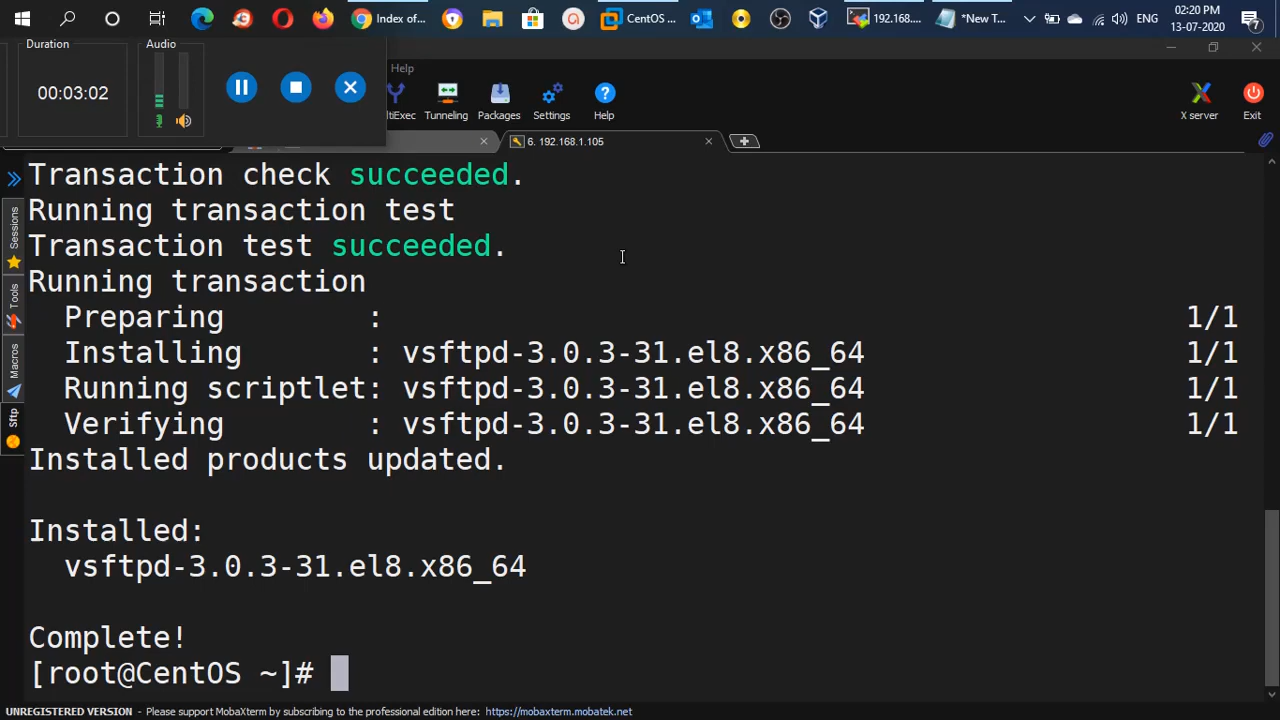 Index of...
CentOS ...
192.168....
*New T...
ENG
02:20 PM
13-07-2020
7
Duration
Audio
00:03:02
Help
Tunneling
Packages
Settings
Help
X server
Exit
6. 192.168.1.105
Sessions
Tools
Macros
Sftp
Transaction check succeeded.
Running transaction test
Transaction test succeeded.
Running transaction
Preparing : 1/1
Installing : vsftpd-3.0.3-31.el8.x86_64 1/1
Running scriptlet: vsftpd-3.0.3-31.el8.x86_64 1/1
Verifying : vsftpd-3.0.3-31.el8.x86_64 1/1
Installed products updated.
Installed:
vsftpd-3.0.3-31.el8.x86_64
Complete!
[root@CentOS ~]#
UNREGISTERED VERSION - Please support MobaXterm by subscribing to the professional edition here: https://mobaxterm.mobatek.net